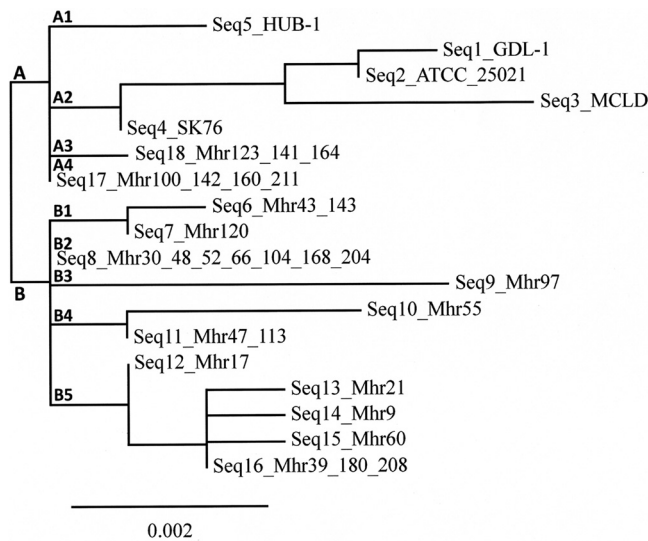 A1
Seq5_HUB-1
Seq1_GDL-1
A
Seq2_ATCC_25021
A2
Seq3_MCLD
Seq4_SK76
A3
Seq18_Mhr123_141_164
A4
Seq17_Mhr100_142_160_211
B1
Seq6_Mhr43_143
Seq7_Mhr120
B2
Seq8_Mhr30_48_52_66_104_168_204
B3
Seq9_Mhr97
B
Seq10_Mhr55
B4
Seq11_Mhr47_113
Seq12_Mhr17
Seq13_Mhr21
B5
Seq14_Mhr9
Seq15_Mhr60
Seq16_Mhr39_180_208
0.002